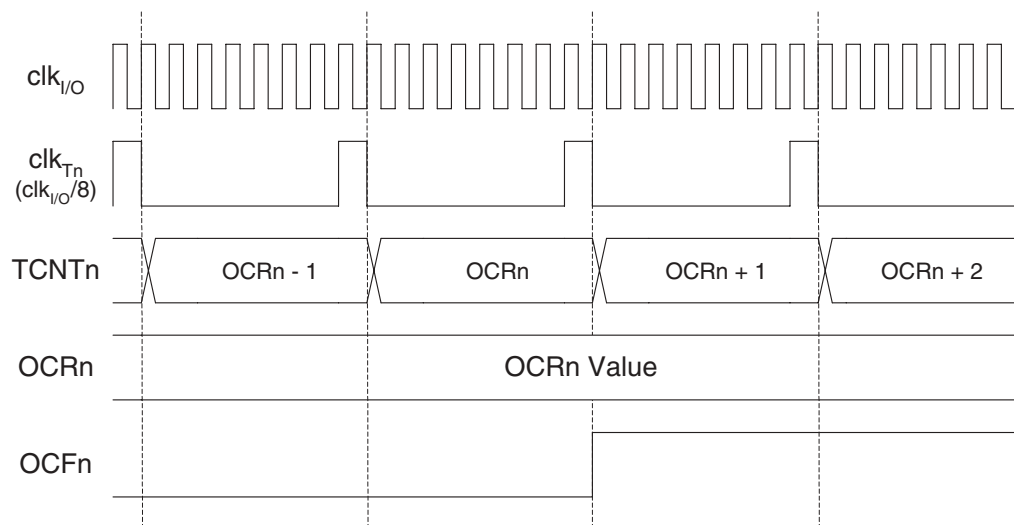 clkI/O
clkTn
(clkI/O/8)
TCNTn
OCRn - 1
OCRn
OCRn + 1
OCRn + 2
OCRn
OCRn Value
OCFn